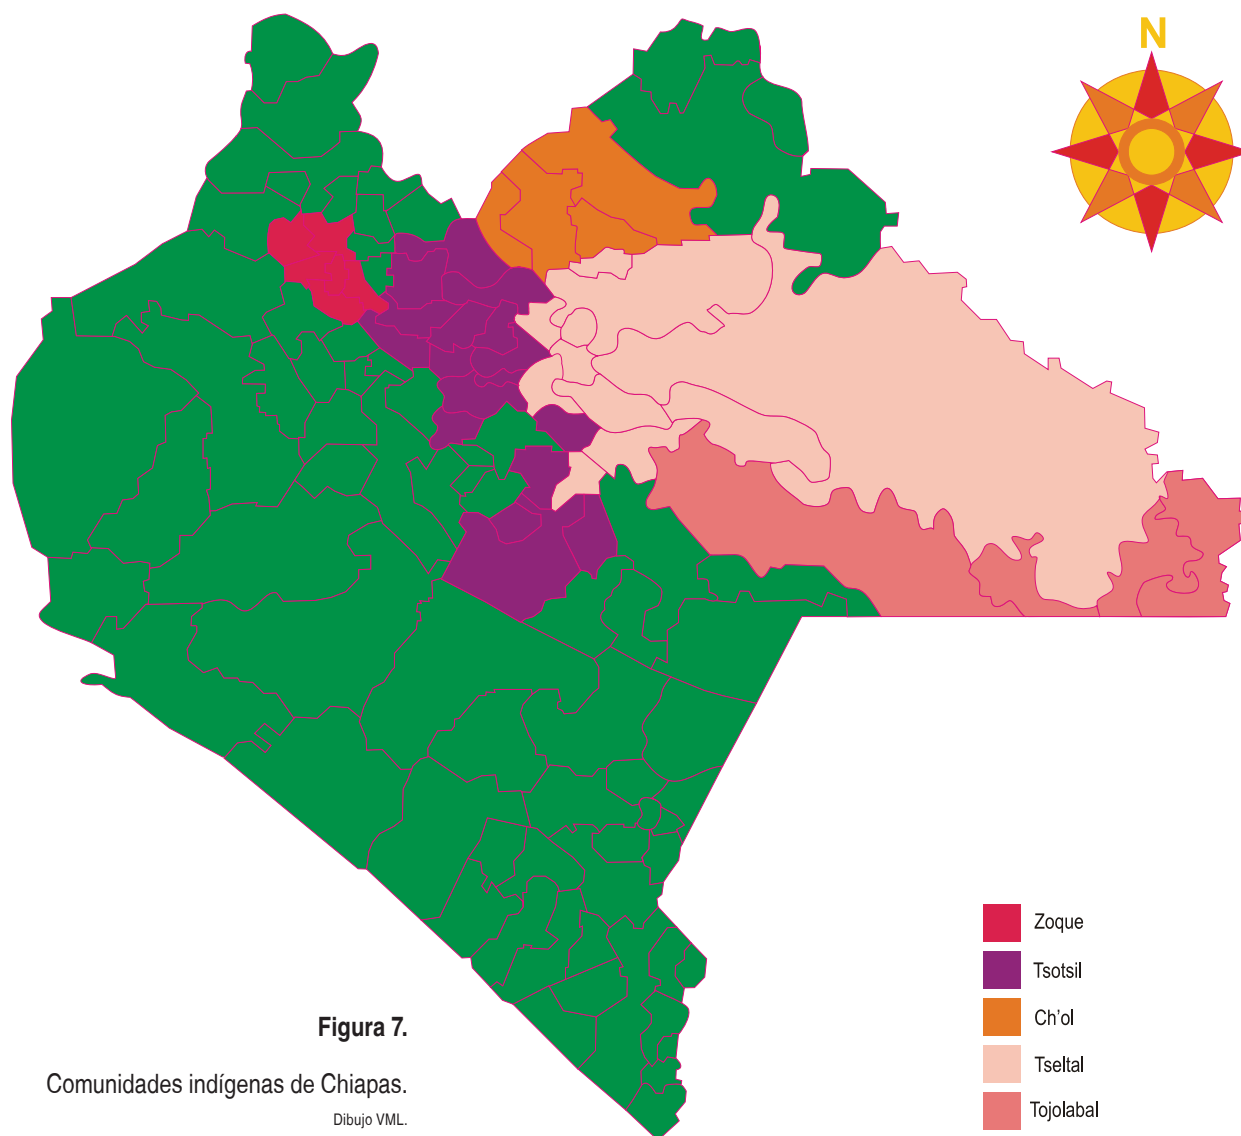 N
Zoque
Tsotsil
Ch'ol
Tseltal
Tojolabal
Figura 7.
Comunidades indígenas de Chiapas.
Dibujo VML.